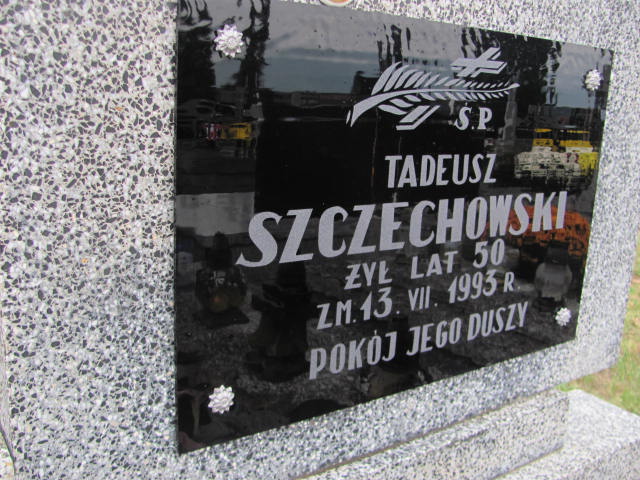 Ś.P.
TADEUSZ
SZCZECHOWSKI
ŻYŁ LAT 50
ZM. 13. VII. 1993 R.
POKÓJ JEGO DUSZY